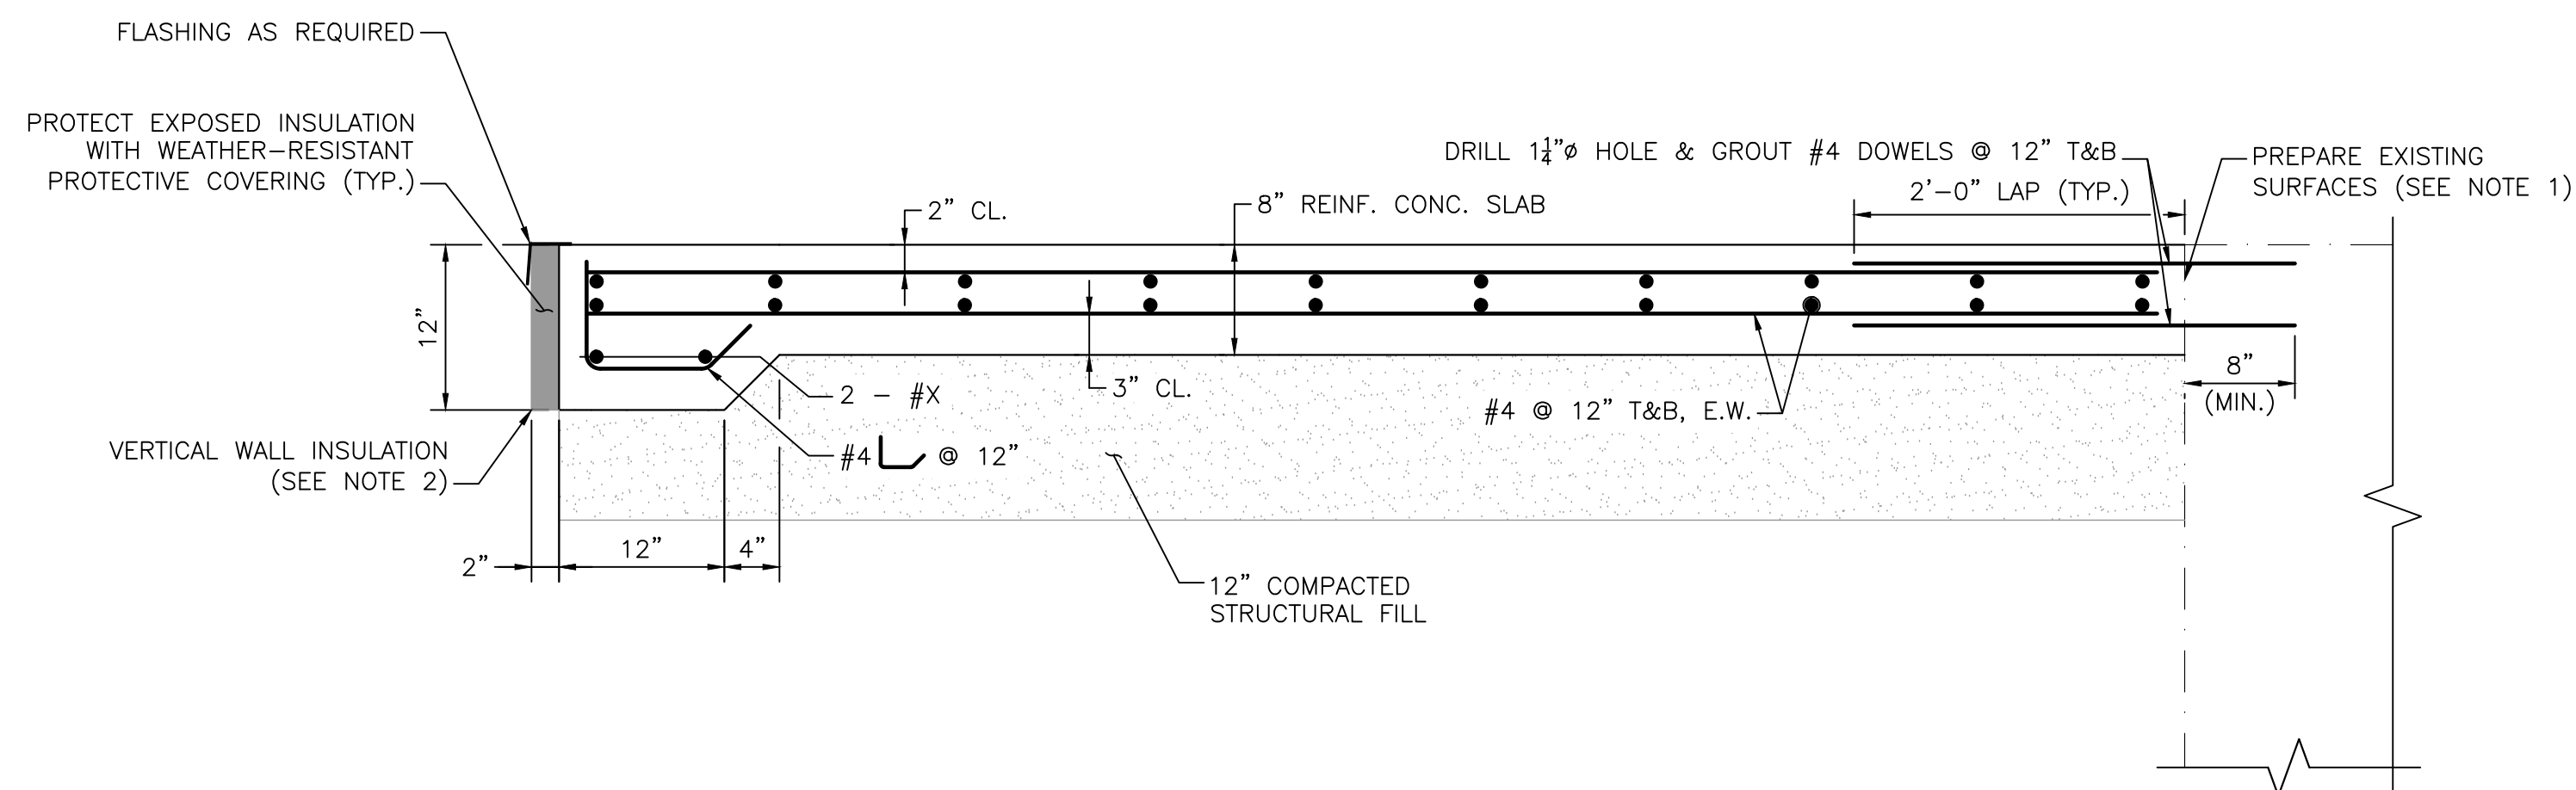 FLASHING AS REQUIRED
PROTECT EXPOSED INSULATION
WITH WEATHER-RESISTANT
PROTECTIVE COVERING (TYP.)
DRILL 1¼"ø HOLE & GROUT #4 DOWELS @ 12" T&B
PREPARE EXISTING
SURFACES (SEE NOTE 1)
2'-0" LAP (TYP.)
2" CL.
8" REINF. CONC. SLAB
12"
3" CL.
2 - #X
#4 @ 12" T&B, E.W.
8"
(MIN.)
VERTICAL WALL INSULATION
(SEE NOTE 2)
#4 @ 12"
2"
12"
4"
12" COMPACTED
STRUCTURAL FILL